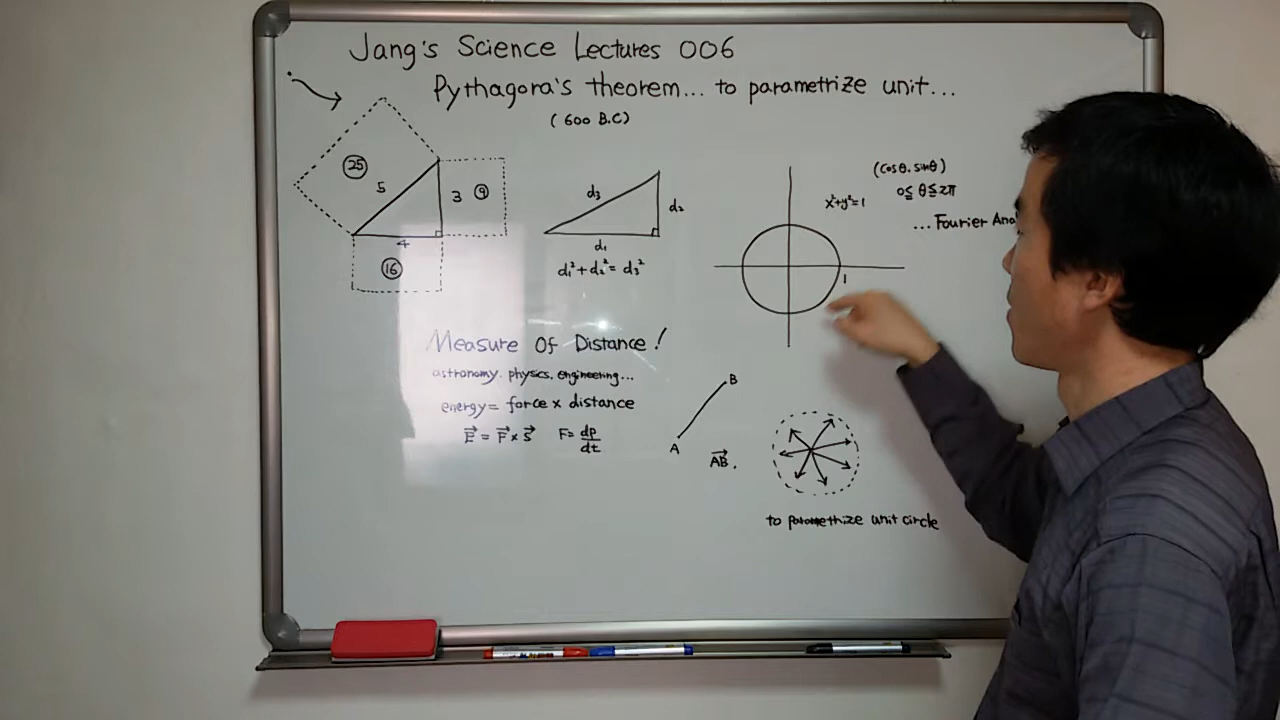 Jang's Science Lectures 006
Pythagora's theorem... to parametrize unit...
(600 B.C)
25
5
3
9
4
16
d₃
d₂
d₁
d₁²+d₂²=d₃²
(cosθ. sinθ)
0≦θ≦2π
x²+y²=1
... Fourier Ana
1
Measure Of Distance!
astronomy. physics. engineering...
energy= force x distance
E⃗ = F⃗ x S⃗ F= dp/dt
B
A
A⃗B⃗.
to paramethize unit circle